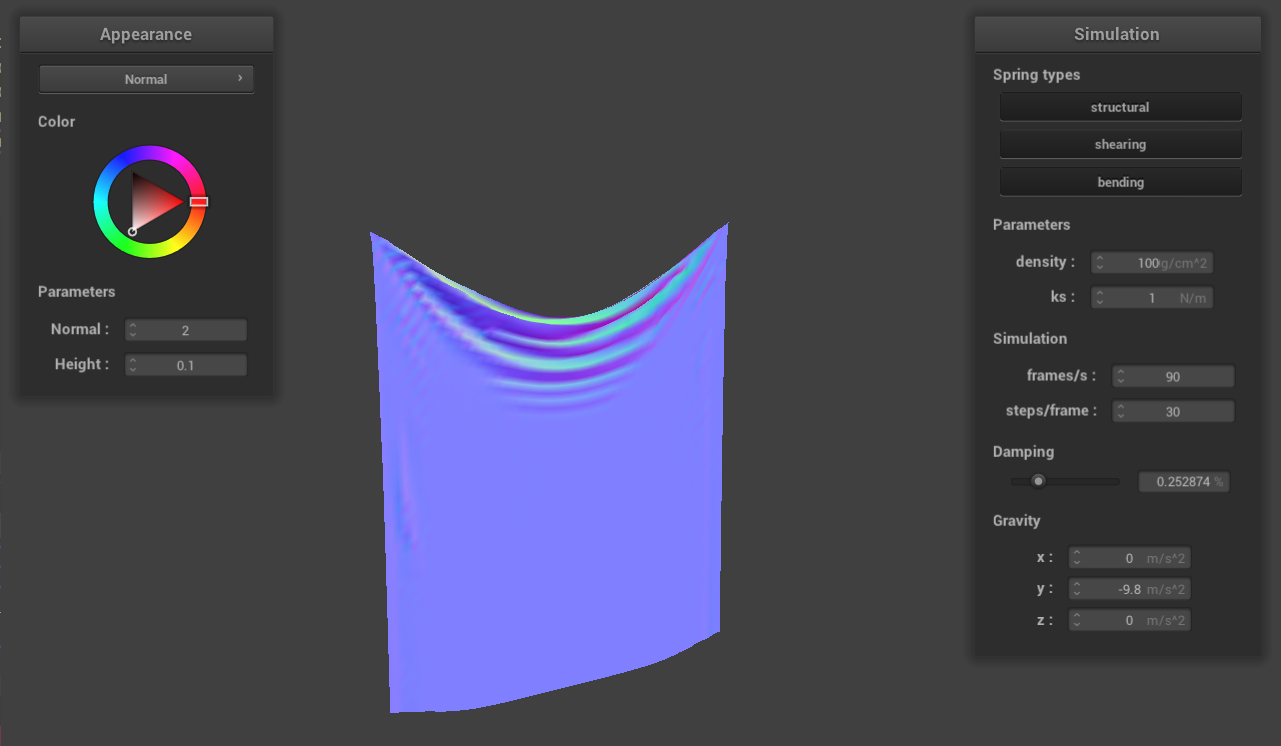 Appearance
Normal
Color
Parameters
Normal : 2
Height : 0.1
Simulation
Spring types
structural
shearing
bending
Parameters
density : 100g/cm^2
ks : 1 N/m
Simulation
frames/s : 90
steps/frame : 30
Damping
0.252874 %
Gravity
x : 0 m/s^2
y : -9.8 m/s^2
z : 0 m/s^2